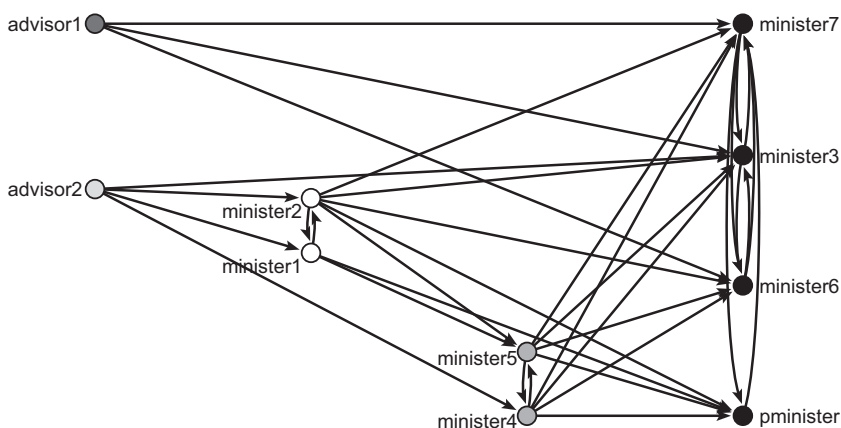 advisor1
minister7
minister3
advisor2
minister2
minister1
minister6
minister5
minister4
pminister